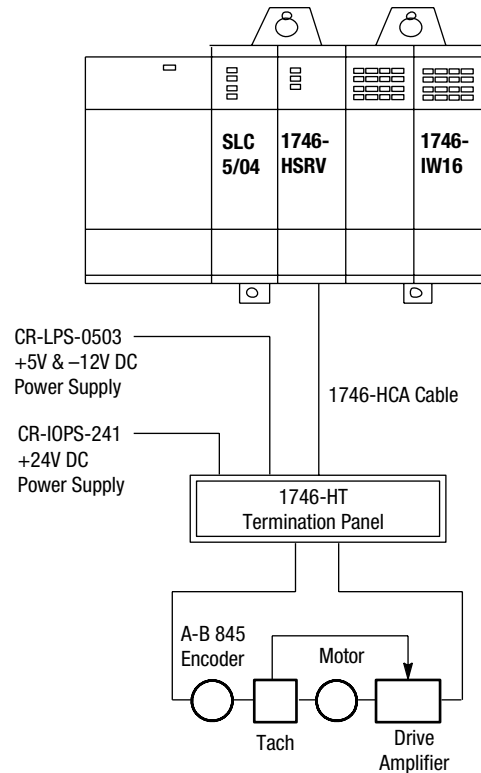 SLC
5/04
1746-
HSRV
1746-
IW16
CR-LPS-0503
+5V & –12V DC
Power Supply
1746-HCA Cable
CR-IOPS-241
+24V DC
Power Supply
1746-HT
Termination Panel
A-B 845
Encoder
Motor
Tach
Drive
Amplifier